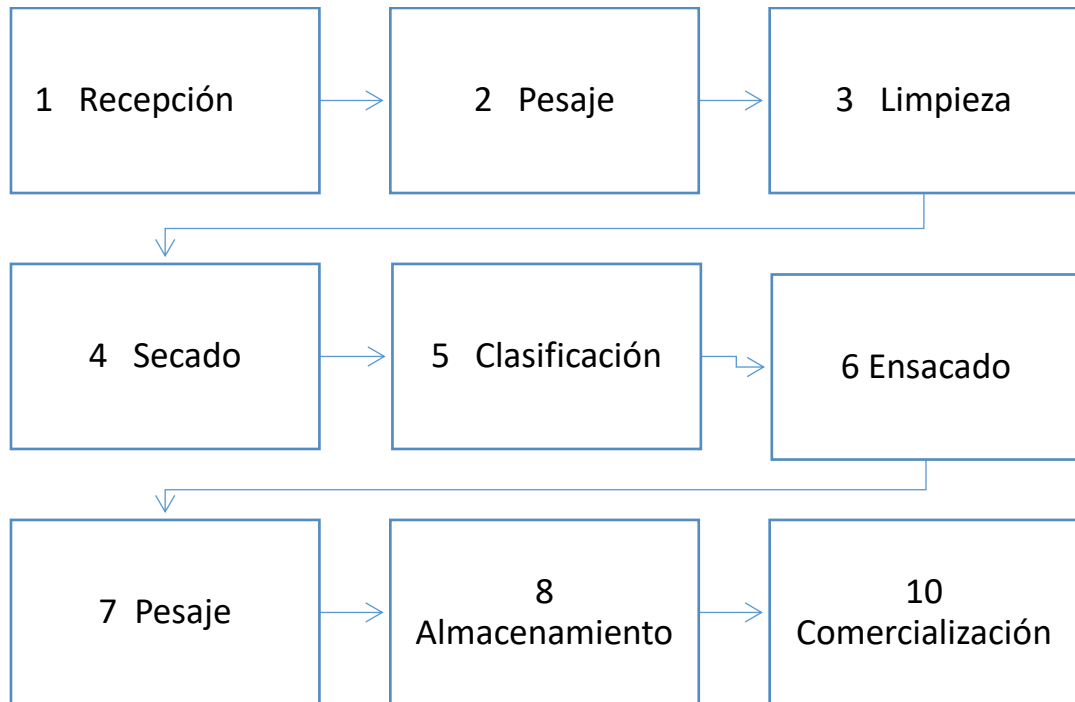 1 Recepción
2 Pesaje
3 Limpieza
4 Secado
5 Clasificación
6 Ensacado
7 Pesaje
8
Almacenamiento
10
Comercialización